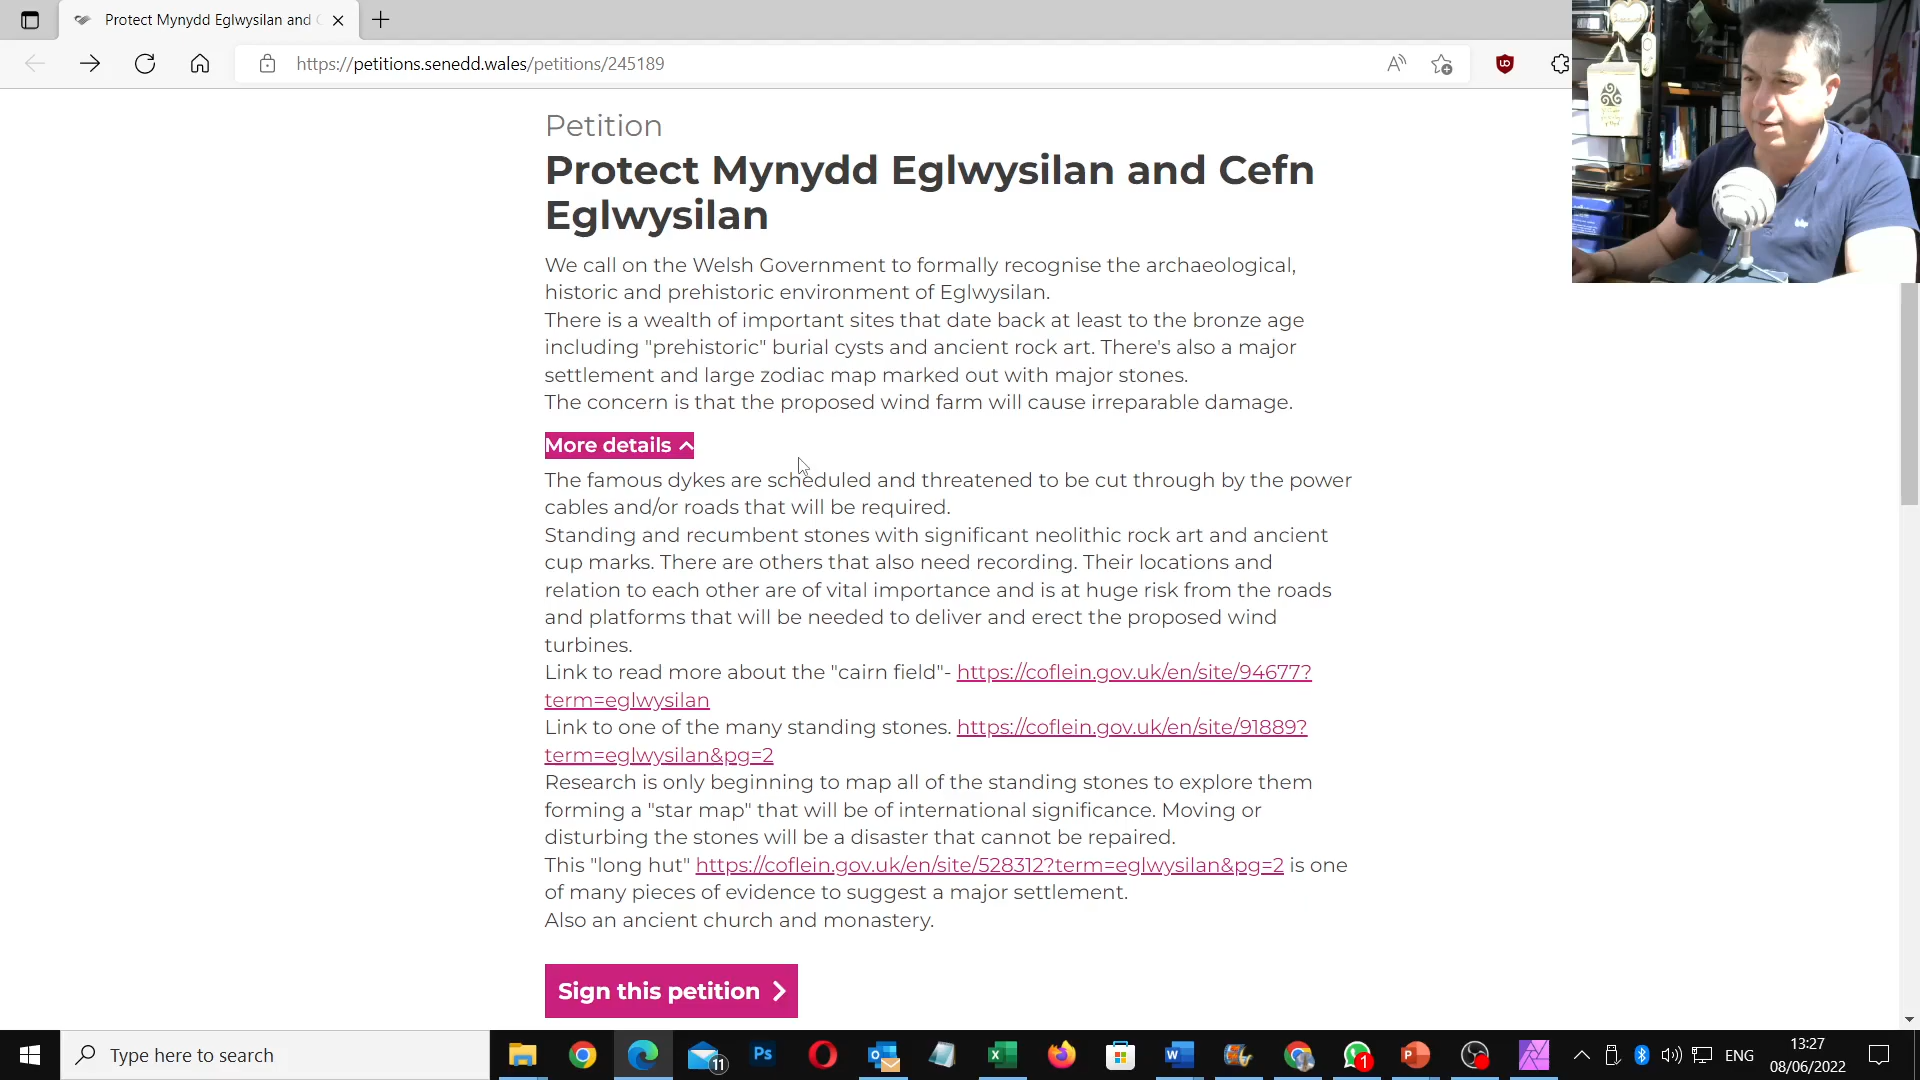 Protect Mynydd Eglwysilan and
https://petitions.senedd.wales/petitions/245189
Petition
Protect Mynydd Eglwysilan and Cefn
Eglwysilan
We call on the Welsh Government to formally recognise the archaeological,
historic and prehistoric environment of Eglwysilan.
There is a wealth of important sites that date back at least to the bronze age
including "prehistoric" burial cysts and ancient rock art. There's also a major
settlement and large zodiac map marked out with major stones.
The concern is that the proposed wind farm will cause irreparable damage.
More details
The famous dykes are scheduled and threatened to be cut through by the power
cables and/or roads that will be required.
Standing and recumbent stones with significant neolithic rock art and ancient
cup marks. There are others that also need recording. Their locations and
relation to each other are of vital importance and is at huge risk from the roads
and platforms that will be needed to deliver and erect the proposed wind
turbines.
Link to read more about the "cairn field"- https://coflein.gov.uk/en/site/94677?
term=eglwysilan
Link to one of the many standing stones. https://coflein.gov.uk/en/site/91889?
term=eglwysilan&pg=2
Research is only beginning to map all of the standing stones to explore them
forming a "star map" that will be of international significance. Moving or
disturbing the stones will be a disaster that cannot be repaired.
This "long hut" https://coflein.gov.uk/en/site/528312?term=eglwysilan&pg=2 is one
of many pieces of evidence to suggest a major settlement.
Also an ancient church and monastery.
Sign this petition
Type here to search
11
Ps
1
ENG
13:27
08/06/2022